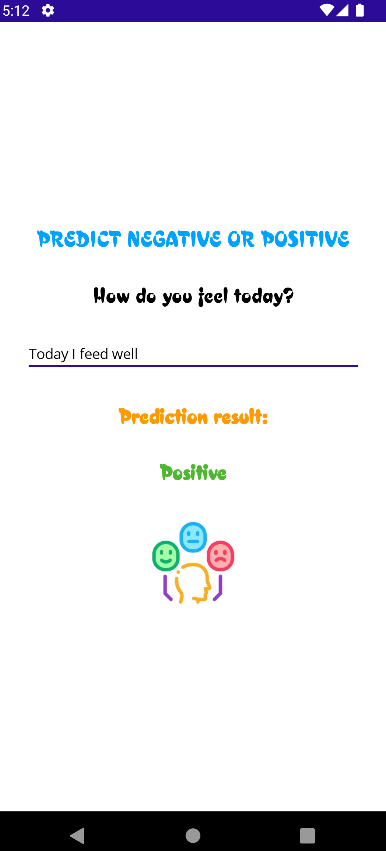 5:12
PREDICT NEGATIVE OR POSITIVE
How do you feel today?
Today I feed well
Prediction result:
Positive